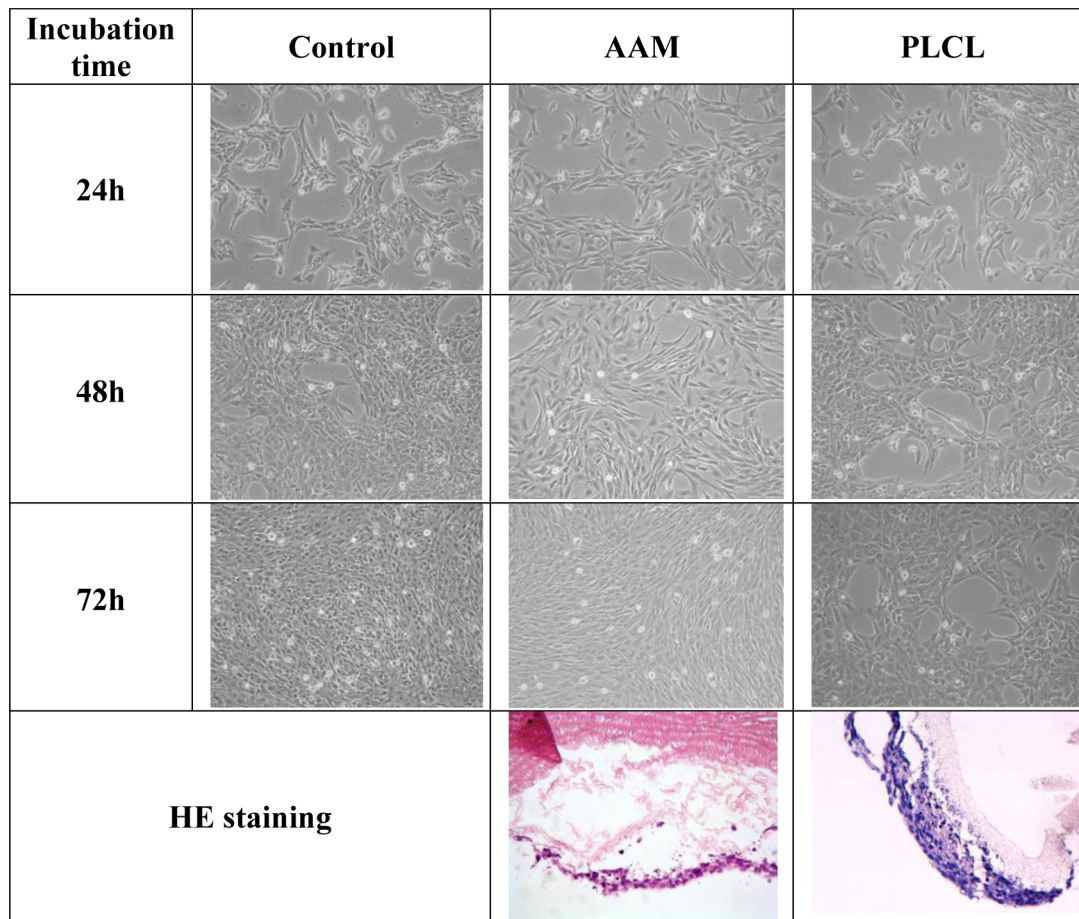 Incubation
time
Control
AAM
PLCL
24h
48h
72h
HE staining